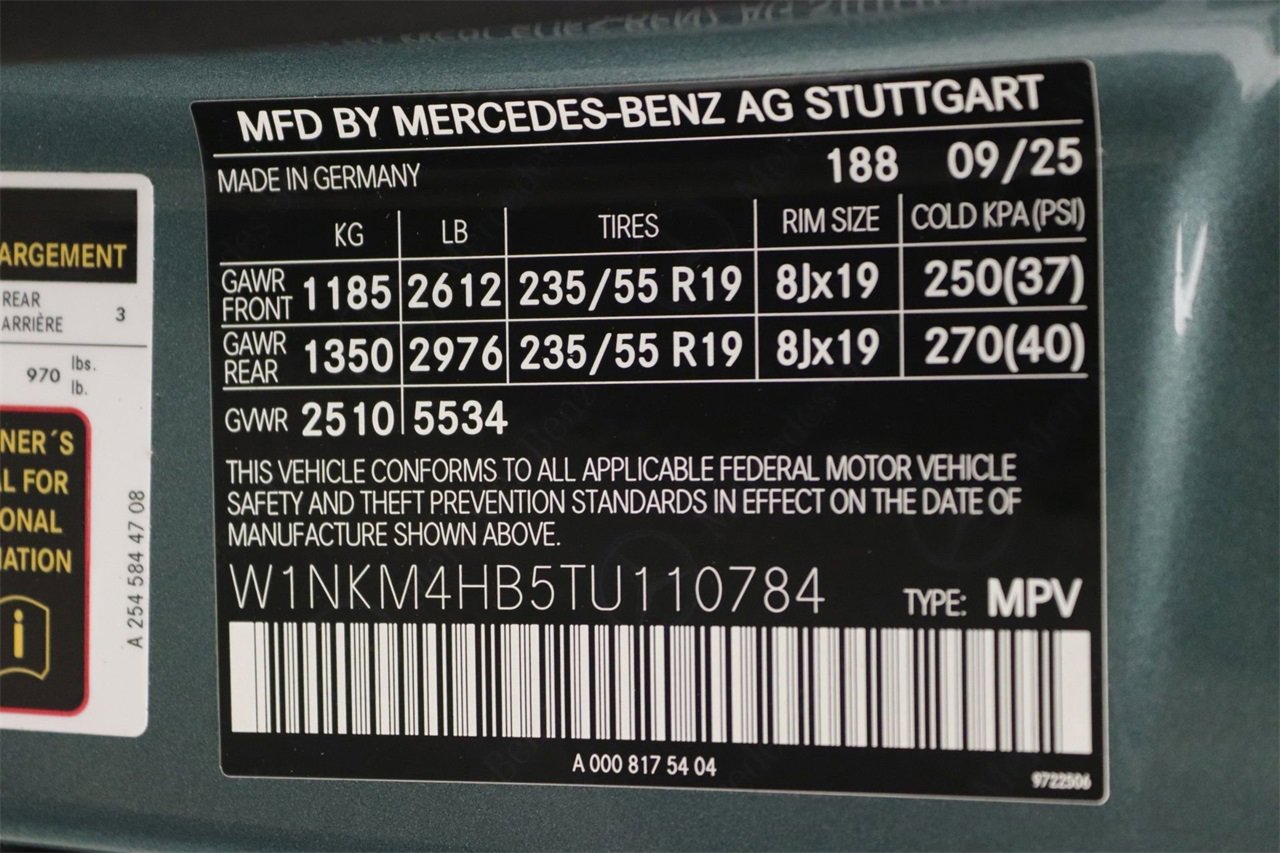 MFD BY MERCEDES-BENZ AG STUTTGART
MADE IN GERMANY 188 09/25
KG LB TIRES RIM SIZE COLD KPA(PSI)
GAWR FRONT 1185 2612 235/55 R19 8Jx19 250(37)
GAWR REAR 1350 2976 235/55 R19 8Jx19 270(40)
GVWR 2510 5534
THIS VEHICLE CONFORMS TO ALL APPLICABLE FEDERAL MOTOR VEHICLE
SAFETY AND THEFT PREVENTION STANDARDS IN EFFECT ON THE DATE OF
MANUFACTURE SHOWN ABOVE.
W1NKM4HB5TU110784 TYPE: MPV
A 000 817 54 04
9722506
ARGEMENT
REAR
ARRIÈRE 3
970 lbs.
lb.
NER´S
L FOR
ONAL
MATION
i
A 254 584 47 08